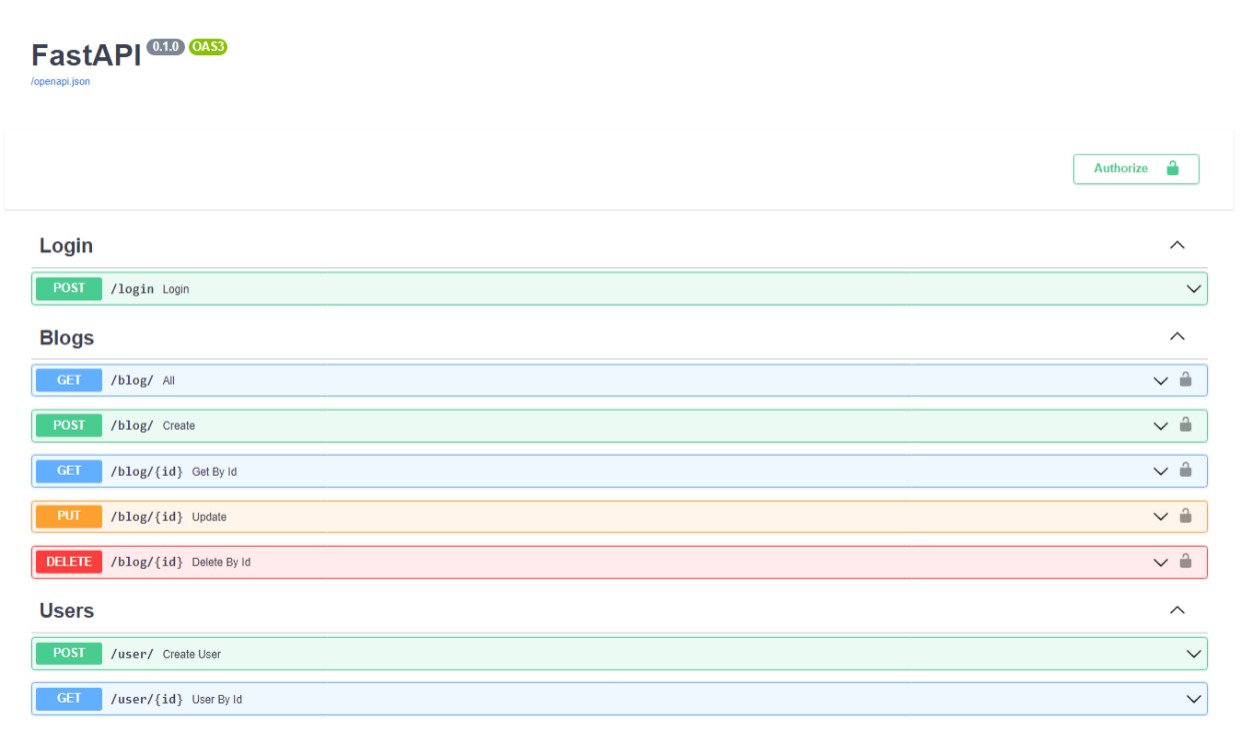 FastAPI 0.1.0 OAS3
/openapi.json
Authorize
Login
POST /login Login
Blogs
GET /blog/ All
POST /blog/ Create
GET /blog/{id} Get By Id
PUT /blog/{id} Update
DELETE /blog/{id} Delete By Id
Users
POST /user/ Create User
GET /user/{id} User By Id